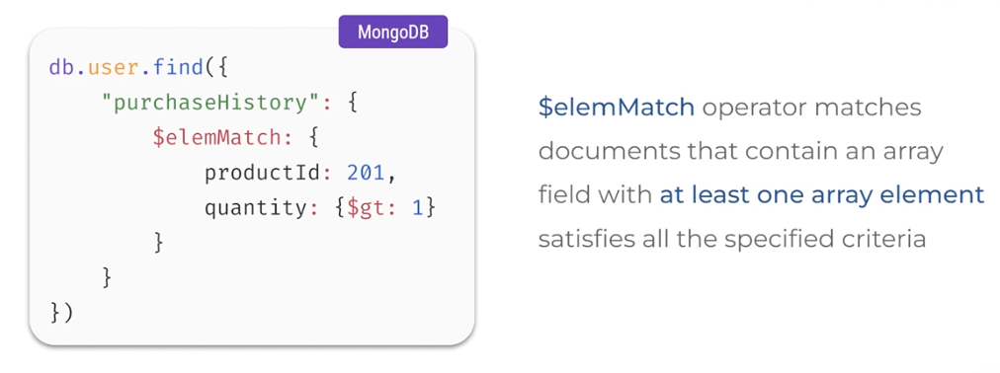 MongoDB
db.user.find({
    "purchaseHistory": {
        $elemMatch: {
            productId: 201,
            quantity: {$gt: 1}
        }
    }
})
$elemMatch operator matches
documents that contain an array
field with at least one array element
satisfies all the specified criteria